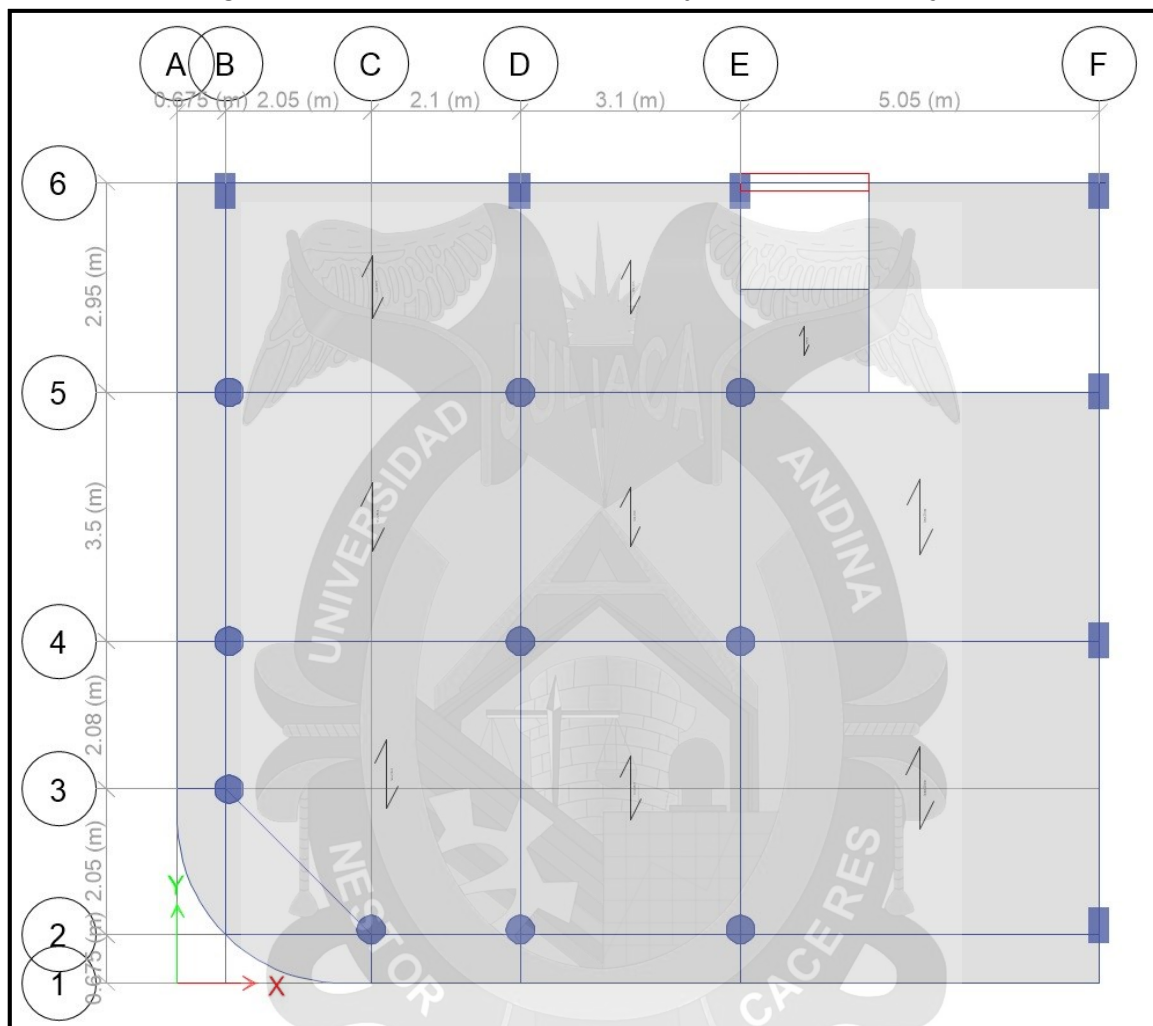 A B C D E F
0.675 (m) 2.05 (m) 2.1 (m) 3.1 (m) 5.05 (m)
6
2.95 (m)
5
3.5 (m)
4
2.08 (m)
3
2.05 (m)
2
0.675 (m)
1
Y
X
UNIVERSIDAD
ANDINA
JULIACA
NESTOR
CACERES